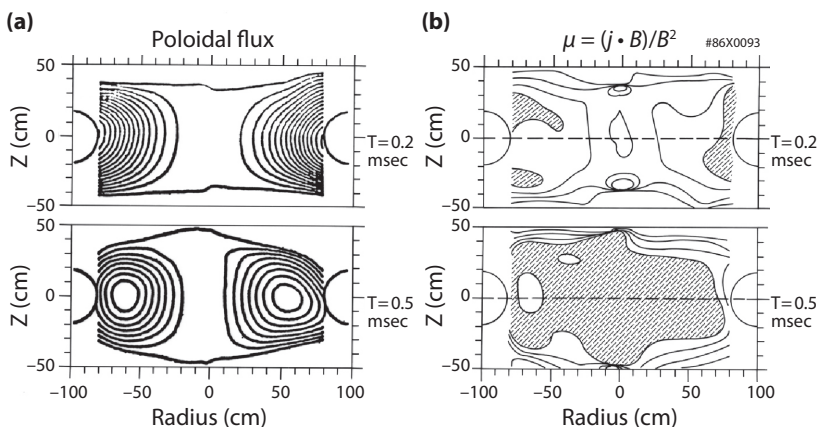 (a)
Poloidal flux
50
0
−50
Z (cm)
T=0.2
msec
50
0
−50
Z (cm)
T=0.5
msec
−100
−50
0
50
100
Radius (cm)
(b)
μ = (j • B)/B²
#86X0093
50
0
−50
Z (cm)
T=0.2
msec
50
0
−50
Z (cm)
T=0.5
msec
−100
−50
0
50
100
Radius (cm)